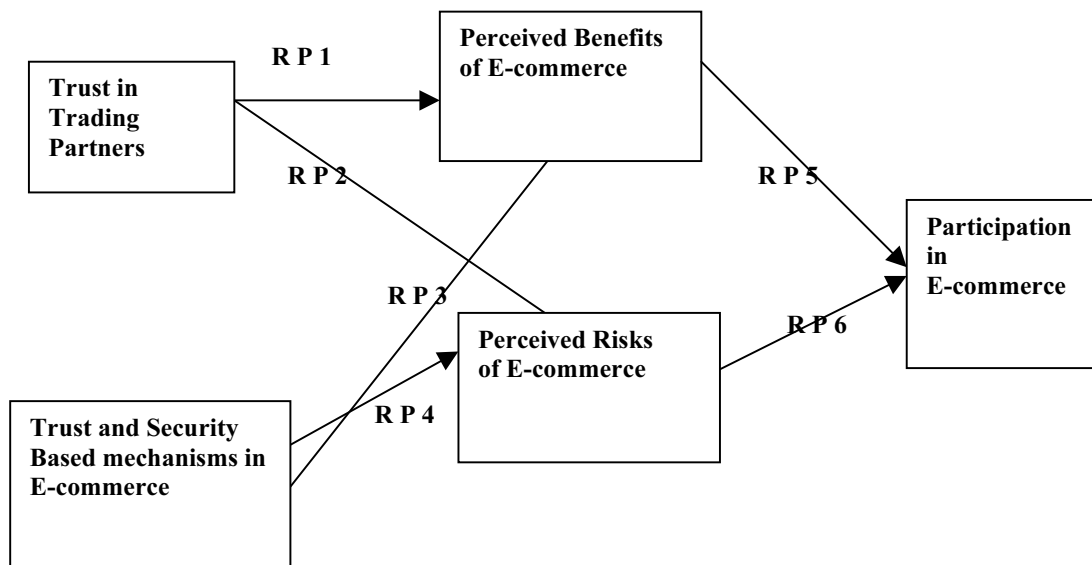 R P 1
Perceived Benefits
of E-commerce
Trust in
Trading
Partners
R P 2
R P 5
Participation
in
E-commerce
R P 3
Perceived Risks
of E-commerce
R P 6
R P 4
Trust and Security
Based mechanisms in
E-commerce